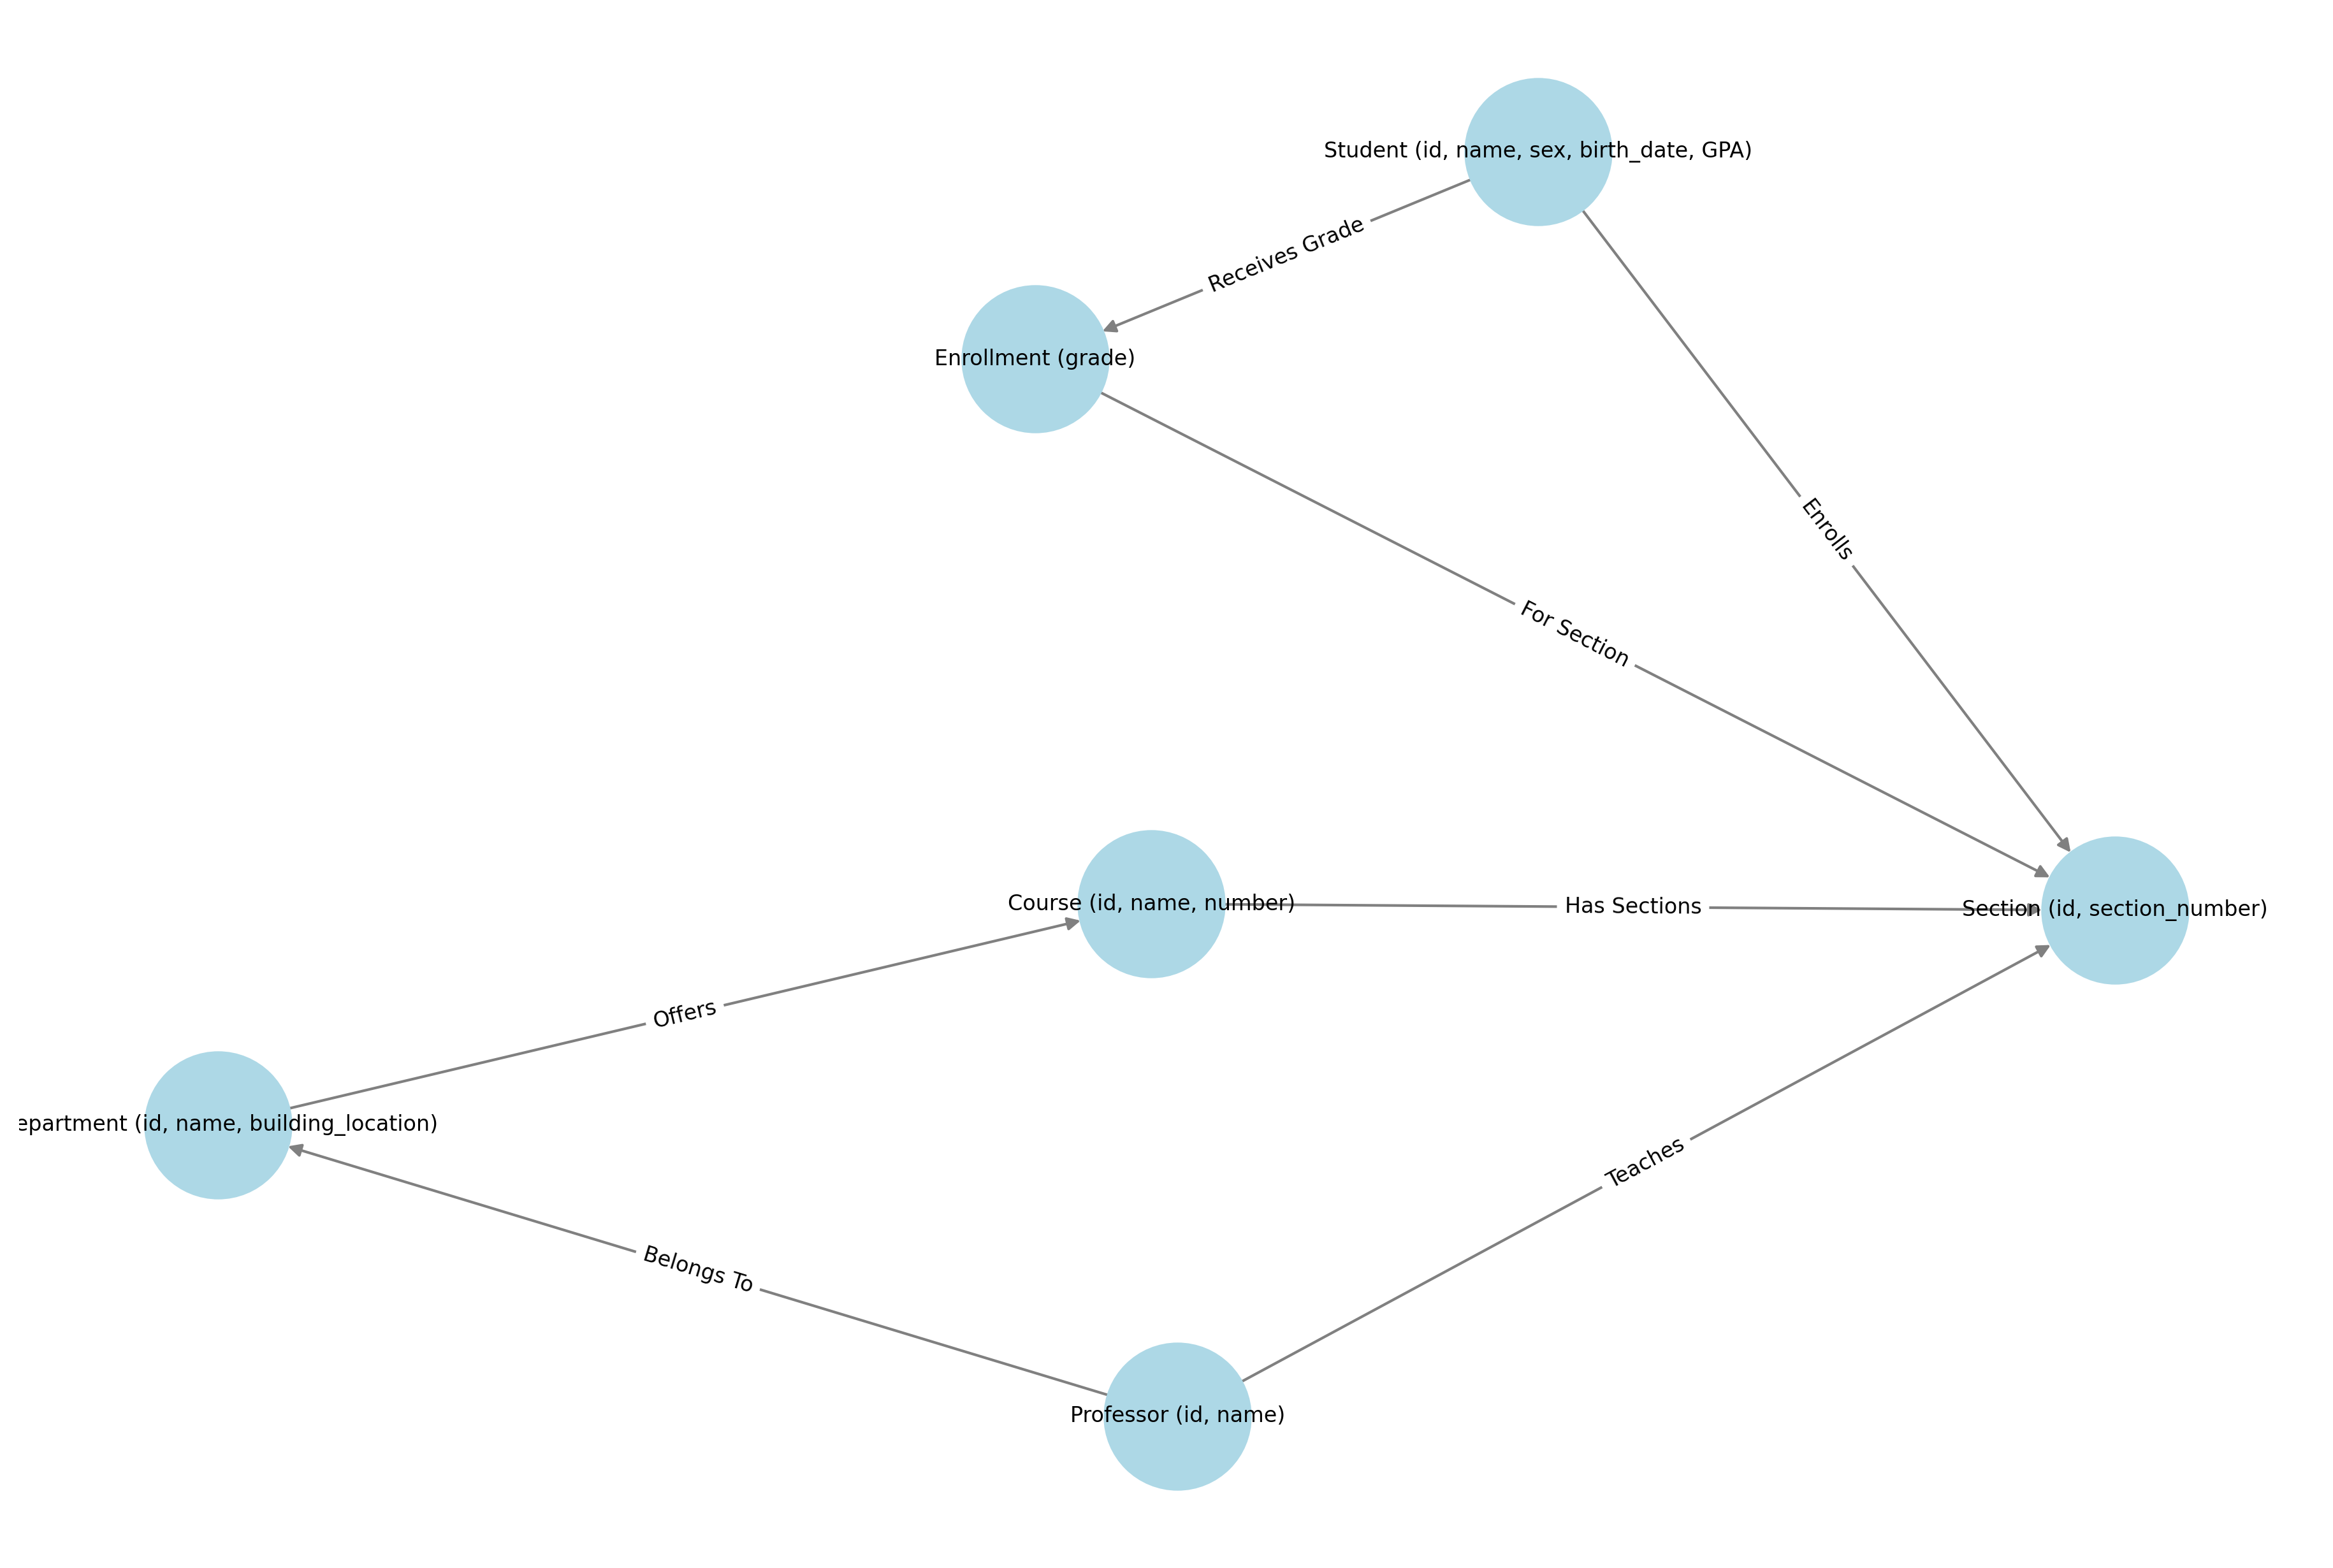 Student (id, name, sex, birth_date, GPA)
Receives Grade
Enrollment (grade)
Enrolls
For Section
Course (id, name, number)
Has Sections
Section (id, section_number)
Offers
epartment (id, name, building_location)
Teaches
Belongs To
Professor (id, name)